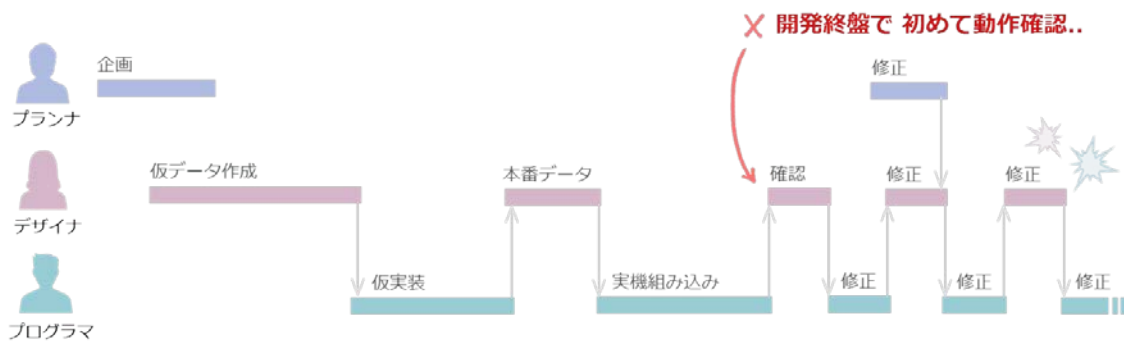 × 開発終盤で 初めて動作確認..
企画
修正
プランナ
仮データ作成
本番データ
確認
修正
修正
デザイナ
仮実装
実機組み込み
修正
修正
修正
プログラマ